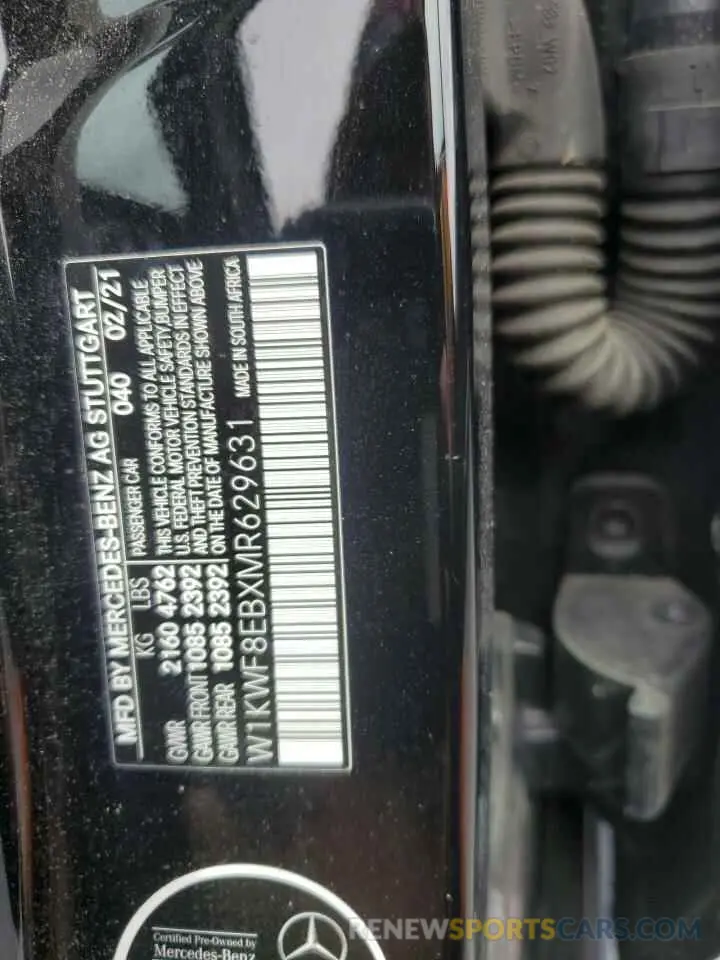 MFD BY MERCEDES-BENZ AG STUTTGART
KG LBS PASSENGER CAR 040 02/21
GVWR 2160 4762 THIS VEHICLE CONFORMS TO ALL APPLICABLE
U.S. FEDERAL MOTOR VEHICLE SAFETY BUMPER
GAWR FRONT 1085 2392 AND THEFT PREVENTION STANDARDS IN EFFECT
GAWR REAR 1085 2392 ON THE DATE OF MANUFACTURE SHOWN ABOVE
W1KWF8EBXMR629631 MADE IN SOUTH AFRICA
Certified Pre-Owned by
Mercedes-Benz
RENEWSPORTSCARS.COM